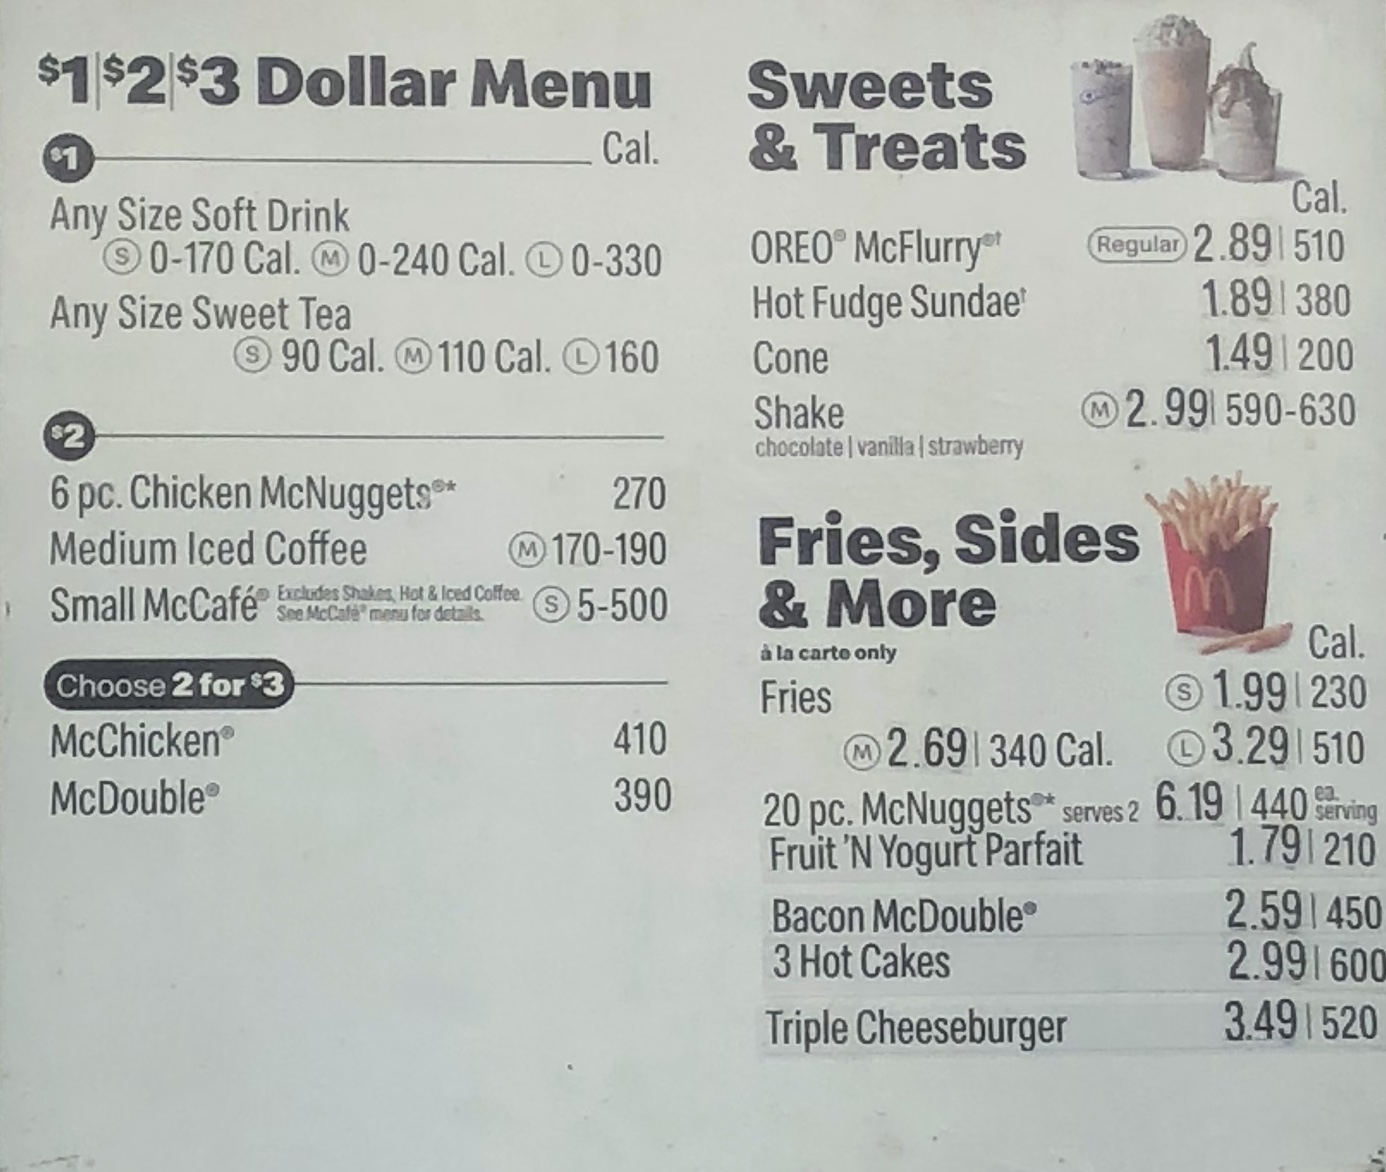 $1|$2|$3 Dollar Menu
$1 Cal.
Any Size Soft Drink
Ⓢ 0-170 Cal. Ⓜ 0-240 Cal. Ⓛ 0-330
Any Size Sweet Tea
Ⓢ 90 Cal. Ⓜ 110 Cal. Ⓛ 160
$2
6 pc. Chicken McNuggets®* 270
Medium Iced Coffee Ⓜ 170-190
Small McCafé® Excludes Shakes, Hot & Iced Coffee. Ⓢ 5-500
See McCafé® menu for details.
Choose 2 for $3
McChicken® 410
McDouble® 390
Sweets
& Treats
Cal.
OREO® McFlurry®† Regular 2.89 | 510
Hot Fudge Sundae† 1.89 | 380
Cone 1.49 | 200
Shake Ⓜ 2.99 | 590-630
chocolate | vanilla | strawberry
Fries, Sides
& More
à la carte only Cal.
Fries Ⓢ 1.99 | 230
Ⓜ 2.69 | 340 Cal. Ⓛ 3.29 | 510
20 pc. McNuggets®* serves 2 6.19 | 440 ea. serving
Fruit 'N Yogurt Parfait 1.79 | 210
Bacon McDouble® 2.59 | 450
3 Hot Cakes 2.99 | 600
Triple Cheeseburger 3.49 | 520